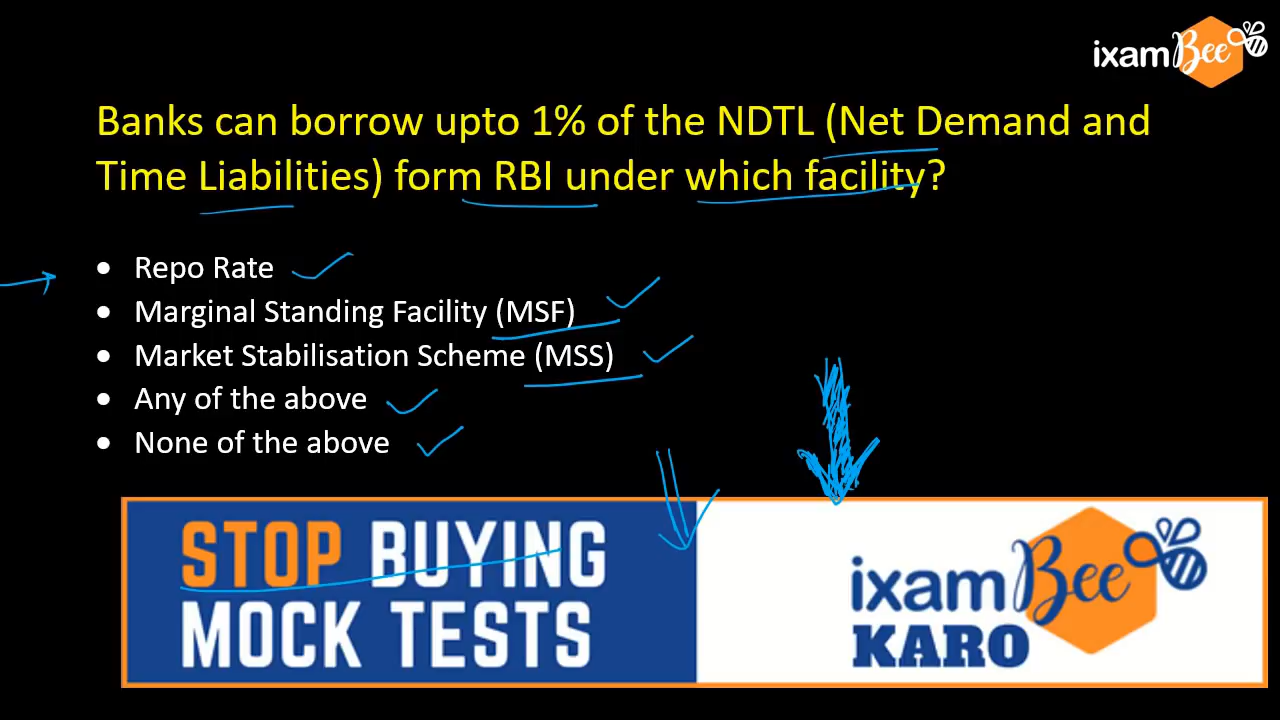 ixamBee
Banks can borrow upto 1% of the NDTL (Net Demand and
Time Liabilities) form RBI under which facility?
• Repo Rate
• Marginal Standing Facility (MSF)
• Market Stabilisation Scheme (MSS)
• Any of the above
• None of the above
STOP BUYING
MOCK TESTS
ixamBee
KARO